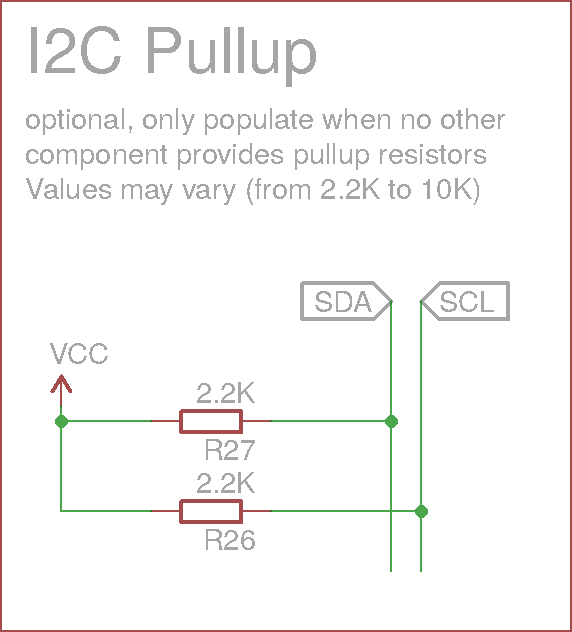 I2C Pullup
optional, only populate when no other
component provides pullup resistors
Values may vary (from 2.2K to 10K)
SDA
SCL
VCC
2.2K
R27
2.2K
R26